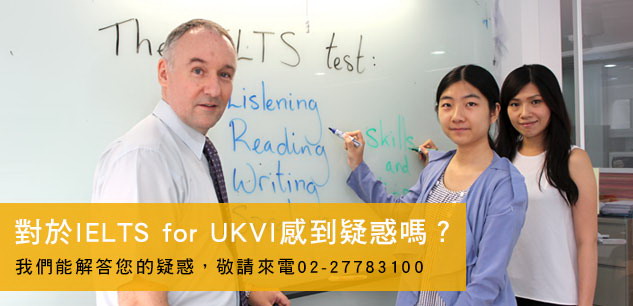 The LTS test:
Listening
Reading
Writing
skills
and
對於IELTS for UKVI感到疑惑嗎？
我們能解答您的疑惑，敬請來電02-27783100